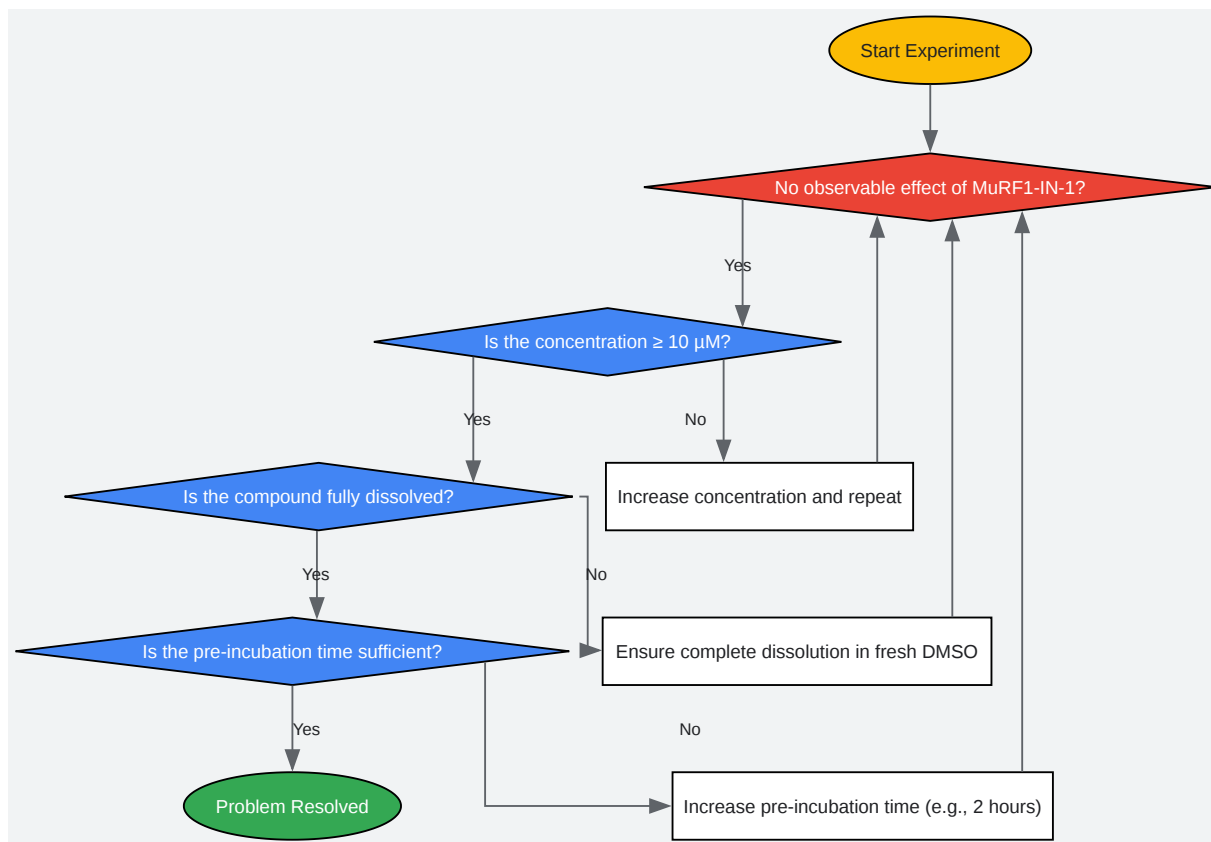 Start Experiment
No observable effect of MuRF1-IN-1?
Yes
Is the concentration ≥ 10 µM?
Yes
No
Is the compound fully dissolved?
Increase concentration and repeat
Yes
No
Is the pre-incubation time sufficient?
Ensure complete dissolution in fresh DMSO
Yes
No
Problem Resolved
Increase pre-incubation time (e.g., 2 hours)